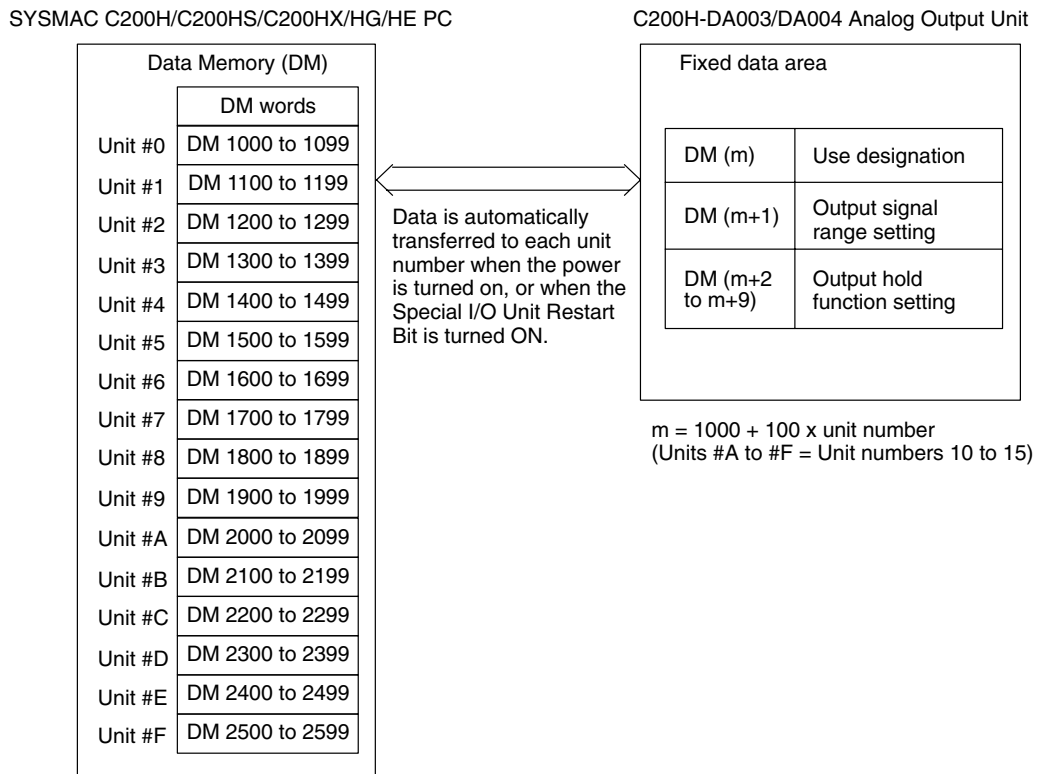 SYSMAC C200H/C200HS/C200HX/HG/HE PC
Data Memory (DM)
DM words
Unit #0 DM 1000 to 1099
Unit #1 DM 1100 to 1199
Unit #2 DM 1200 to 1299
Unit #3 DM 1300 to 1399
Unit #4 DM 1400 to 1499
Unit #5 DM 1500 to 1599
Unit #6 DM 1600 to 1699
Unit #7 DM 1700 to 1799
Unit #8 DM 1800 to 1899
Unit #9 DM 1900 to 1999
Unit #A DM 2000 to 2099
Unit #B DM 2100 to 2199
Unit #C DM 2200 to 2299
Unit #D DM 2300 to 2399
Unit #E DM 2400 to 2499
Unit #F DM 2500 to 2599
Data is automatically
transferred to each unit
number when the power
is turned on, or when the
Special I/O Unit Restart
Bit is turned ON.
C200H-DA003/DA004 Analog Output Unit
Fixed data area
DM (m) Use designation
DM (m+1) Output signal
range setting
DM (m+2 Output hold
to m+9) function setting
m = 1000 + 100 x unit number
(Units #A to #F = Unit numbers 10 to 15)